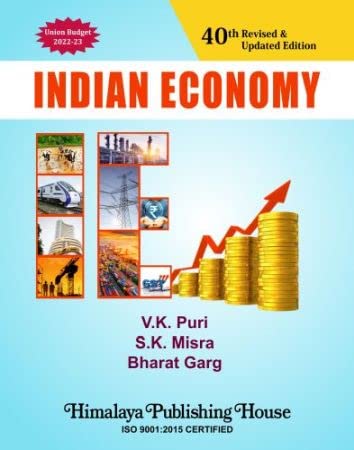 Union Budget
2022-23
40th Revised &
Updated Edition
INDIAN ECONOMY
GST
V.K. Puri
S.K. Misra
Bharat Garg
Himalaya Publishing House
ISO 9001:2015 CERTIFIED